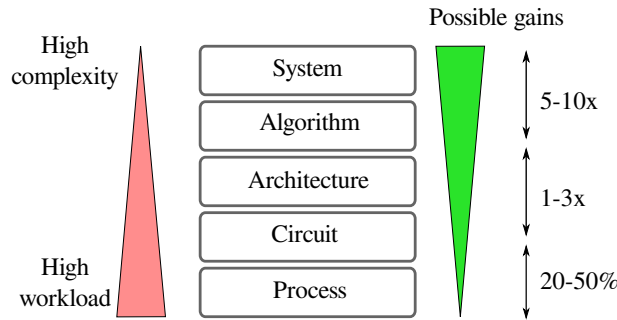 Possible gains
High
complexity
System
5-10x
Algorithm
Architecture
1-3x
Circuit
High
workload
Process
20-50%